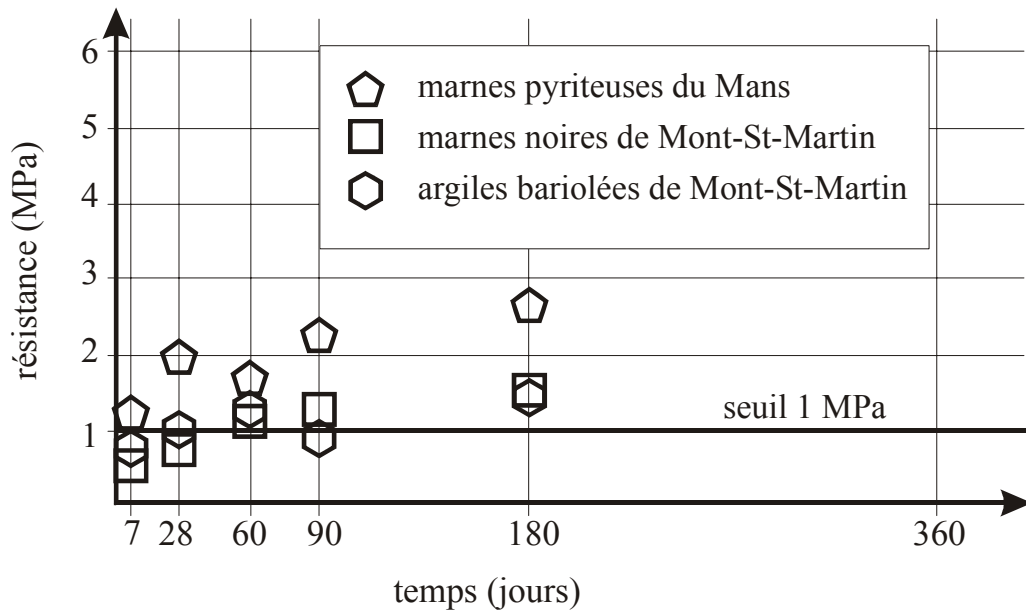 résistance (MPa)
6
5
4
3
2
1
marnes pyriteuses du Mans
marnes noires de Mont-St-Martin
argiles bariolées de Mont-St-Martin
seuil 1 MPa
7 28 60 90 180 360
temps (jours)